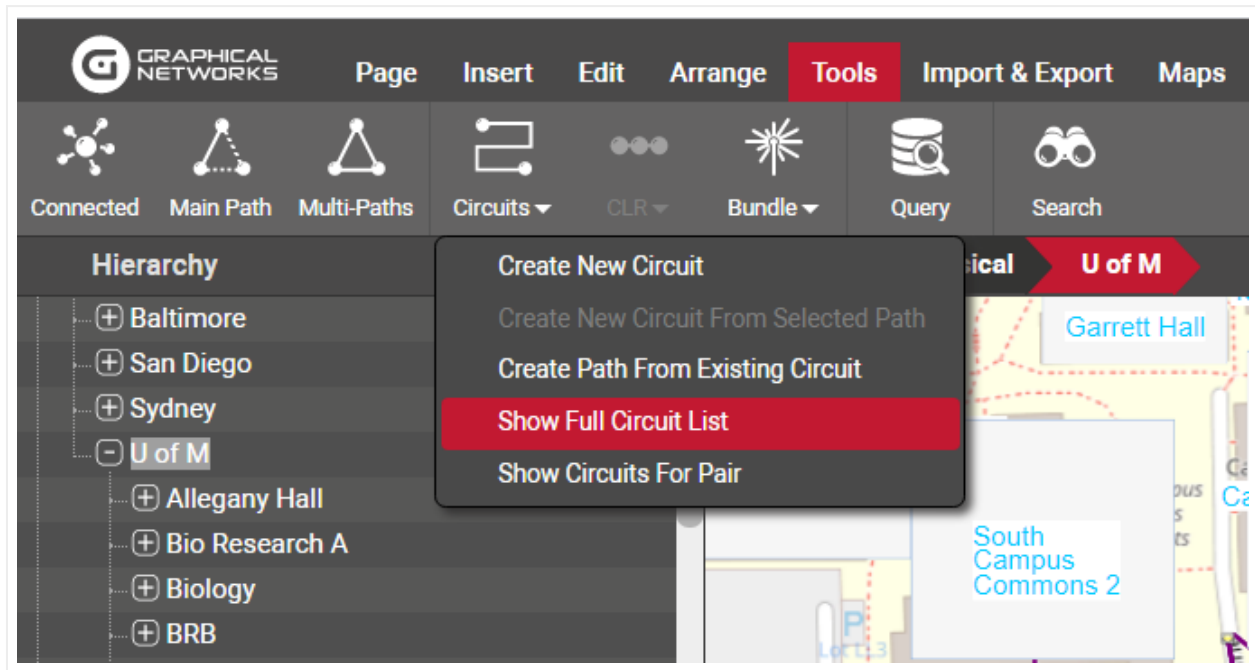 GRAPHICAL
NETWORKS
Page Insert Edit Arrange Tools Import & Export Maps
Connected Main Path Multi-Paths Circuits CLR Bundle Query Search
Hierarchy
Baltimore
San Diego
Sydney
U of M
Allegany Hall
Bio Research A
Biology
BRB
Create New Circuit
Create New Circuit From Selected Path
Create Path From Existing Circuit
Show Full Circuit List
Show Circuits For Pair
U of M
Garrett Hall
South
Campus
Commons 2
P